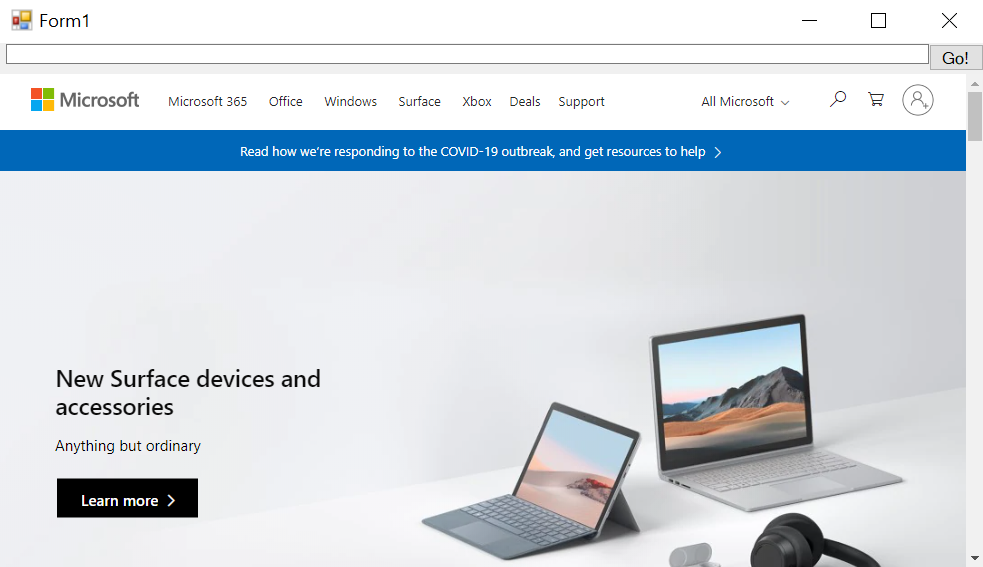 Form1
Go!
Microsoft Microsoft 365 Office Windows Surface Xbox Deals Support All Microsoft
Read how we're responding to the COVID-19 outbreak, and get resources to help
New Surface devices and
accessories
Anything but ordinary
Learn more